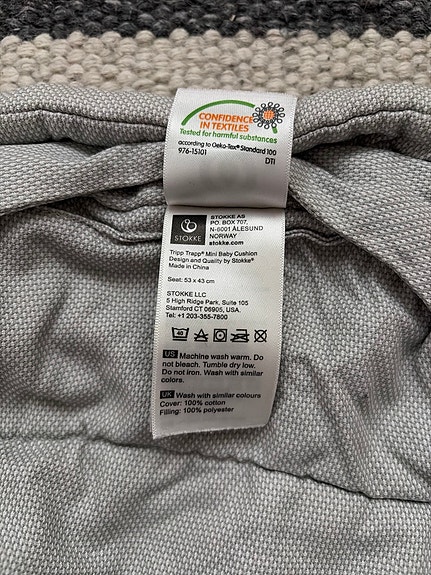 CONFIDENCE
IN TEXTILES
Tested for harmful substances
according to Oeko-Tex® Standard 100
976-15101
DTI
STOKKE
STOKKE AS
PO. BOX 707,
N-6001 ÅLESUND
NORWAY
stokke.com
Tripp Trapp® Mini Baby Cushion
Design and Quality by Stokke®
Made in China
Seat: 53 x 43 cm
STOKKE LLC
5 High Ridge Park, Suite 105
Stamford CT 06905, USA.
Tel: +1 203-355-7800
40
US Machine wash warm. Do
not bleach. Tumble dry low.
Do not iron. Wash with similar
colors.
UK Wash with similar colours
Cover: 100% cotton
Filling: 100% polyester